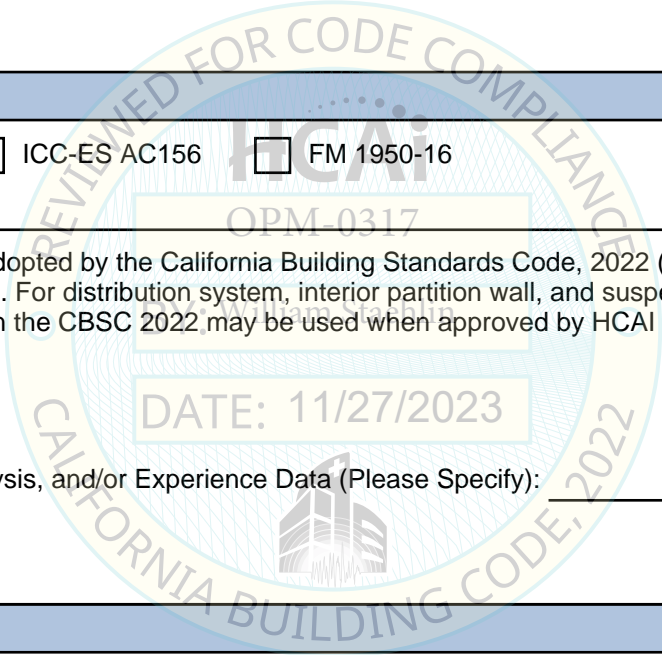 REVIEWED FOR CODE COMPLIANCE
HCAi
ICC-ES AC156 FM 1950-16
OPM-0317
dopted by the California Building Standards Code, 2022 (
. For distribution system, interior partition wall, and suspe
n the CBSC 2022 may be used when approved by HCAI
BY: William Staehlin
DATE: 11/27/2023
ysis, and/or Experience Data (Please Specify):
CALIFORNIA BUILDING CODE, 2022